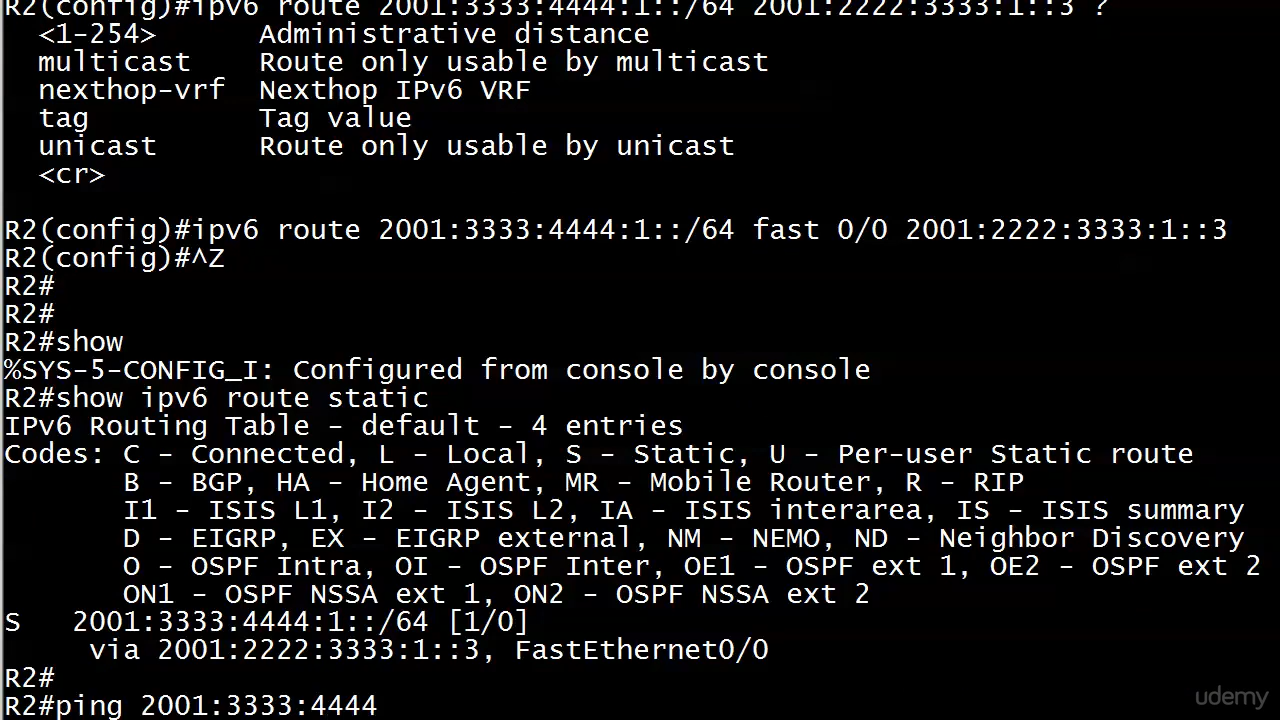 R2(config)#ipv6 route 2001:3333:4444:1::/64 2001:2222:3333:1::3 ?
  <1-254>      Administrative distance
  multicast    Route only usable by multicast
  nexthop-vrf  Nexthop IPv6 VRF
  tag          Tag value
  unicast      Route only usable by unicast
  <cr>
R2(config)#ipv6 route 2001:3333:4444:1::/64 fast 0/0 2001:2222:3333:1::3
R2(config)#^Z
R2#
R2#
R2#show
%SYS-5-CONFIG_I: Configured from console by console
R2#show ipv6 route static
IPv6 Routing Table - default - 4 entries
Codes: C - Connected, L - Local, S - Static, U - Per-user Static route
       B - BGP, HA - Home Agent, MR - Mobile Router, R - RIP
       I1 - ISIS L1, I2 - ISIS L2, IA - ISIS interarea, IS - ISIS summary
       D - EIGRP, EX - EIGRP external, NM - NEMO, ND - Neighbor Discovery
       O - OSPF Intra, OI - OSPF Inter, OE1 - OSPF ext 1, OE2 - OSPF ext 2
       ON1 - OSPF NSSA ext 1, ON2 - OSPF NSSA ext 2
S   2001:3333:4444:1::/64 [1/0]
     via 2001:2222:3333:1::3, FastEthernet0/0
R2#
R2#ping 2001:3333:4444
udemy